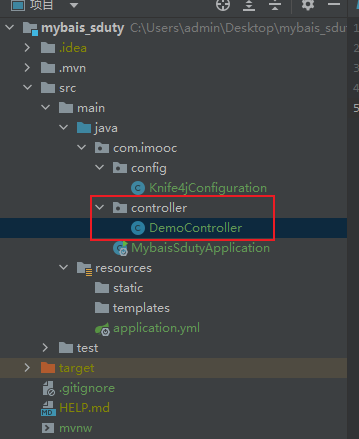 项目
mybais_sduty C:\Users\admin\Desktop\mybais_sdu
.idea
.mvn
src
main
java
com.imooc
config
Knife4jConfiguration
controller
DemoController
MybaisSdutyApplication
resources
static
templates
application.yml
test
target
.gitignore
HELP.md
mvnw